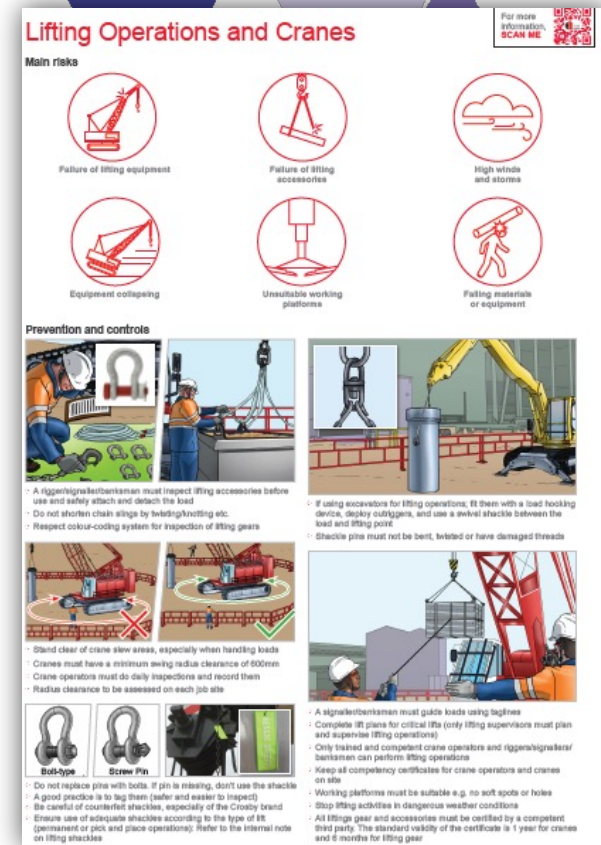 Lifting Operations and Cranes
For more
information,
SCAN ME
Main risks
Failure of lifting equipment
Failure of lifting
accessories
High winds
and storms
Equipment collapsing
Unsuitable working
platforms
Falling materials
or equipment
Prevention and controls
- A rigger/signaller/banksman must inspect lifting accessories before
use and safely attach and detach the load
- Do not shorten chain slings by twisting/knotting etc.
- Respect colour-coding system for inspection of lifting gears
- If using excavators for lifting operations; fit them with a load hooking
device, deploy outriggers, and use a swivel shackle between the
load and lifting point
- Shackle pins must not be bent, twisted or have damaged threads
- Stand clear of crane slew areas, especially when handling loads
- Cranes must have a minimum swing radius clearance of 600mm
- Crane operators must do daily inspections and record them
- Radius clearance to be assessed on each job site
Bolt-type
Screw Pin
- Do not replace pins with bolts. If pin is missing, don't use the shackle
- A good practice is to tag them (safer and easier to inspect)
- Be careful of counterfeit shackles, especially of the Crosby brand
- Ensure use of adequate shackles according to the type of lift
(permanent or pick and place operations): Refer to the internal note
on lifting shackles
- A signaller/banksman must guide loads using taglines
- Complete lift plans for critical lifts (only lifting supervisors must plan
and supervise lifting operations)
- Only trained and competent crane operators and riggers/signallers/
banksmen can perform lifting operations
- Keep all competency certificates for crane operators and cranes
on site
- Working platforms must be suitable e.g. no soft spots or holes
- Stop lifting activities in dangerous weather conditions
- All liftings gear and accessories must be certified by a competent
third party. The standard validity of the certificate is 1 year for cranes
and 6 months for lifting gear